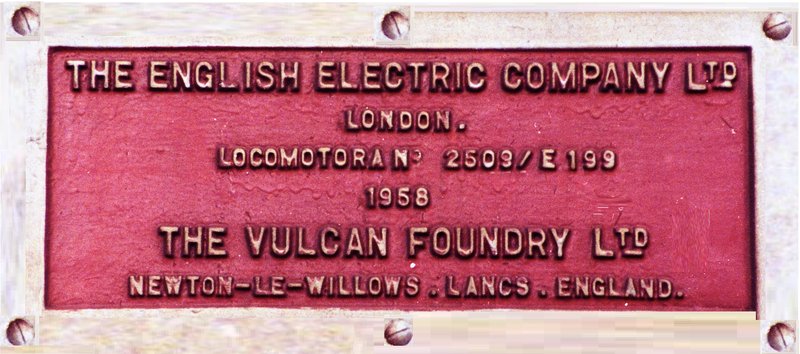 THE ENGLISH ELECTRIC COMPANY LTD
LONDON.
LOCOMOTORA No 2509/E199
1958
THE VULCAN FOUNDRY LTD
NEWTON-LE-WILLOWS. LANCS. ENGLAND.